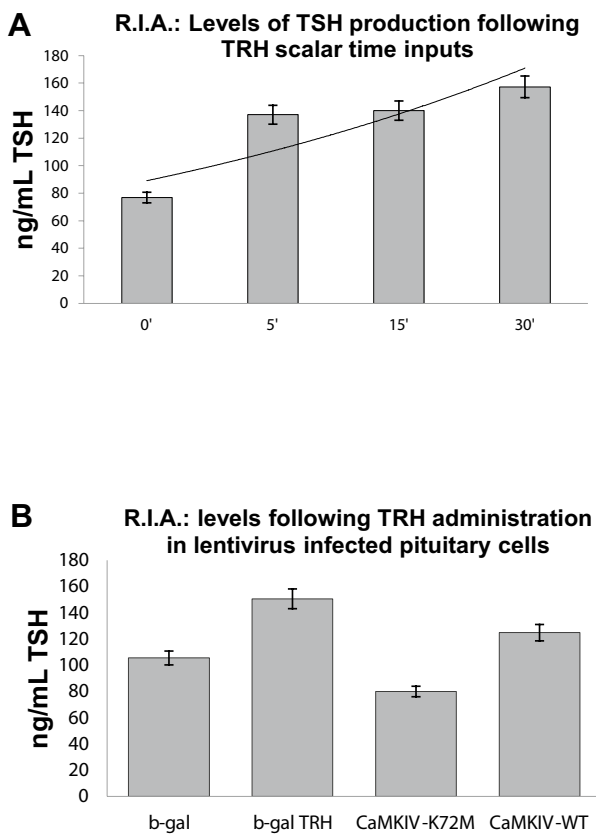 A
R.I.A.: Levels of TSH production following
TRH scalar time inputs
ng/mL TSH
180
160
140
120
100
80
60
40
20
0
0'
5'
15'
30'
B
R.I.A.: levels following TRH administration
in lentivirus infected pituitary cells
ng/mL TSH
180
160
140
120
100
80
60
40
20
0
b-gal
b-gal TRH
CaMKIV-K72M
CaMKIV-WT